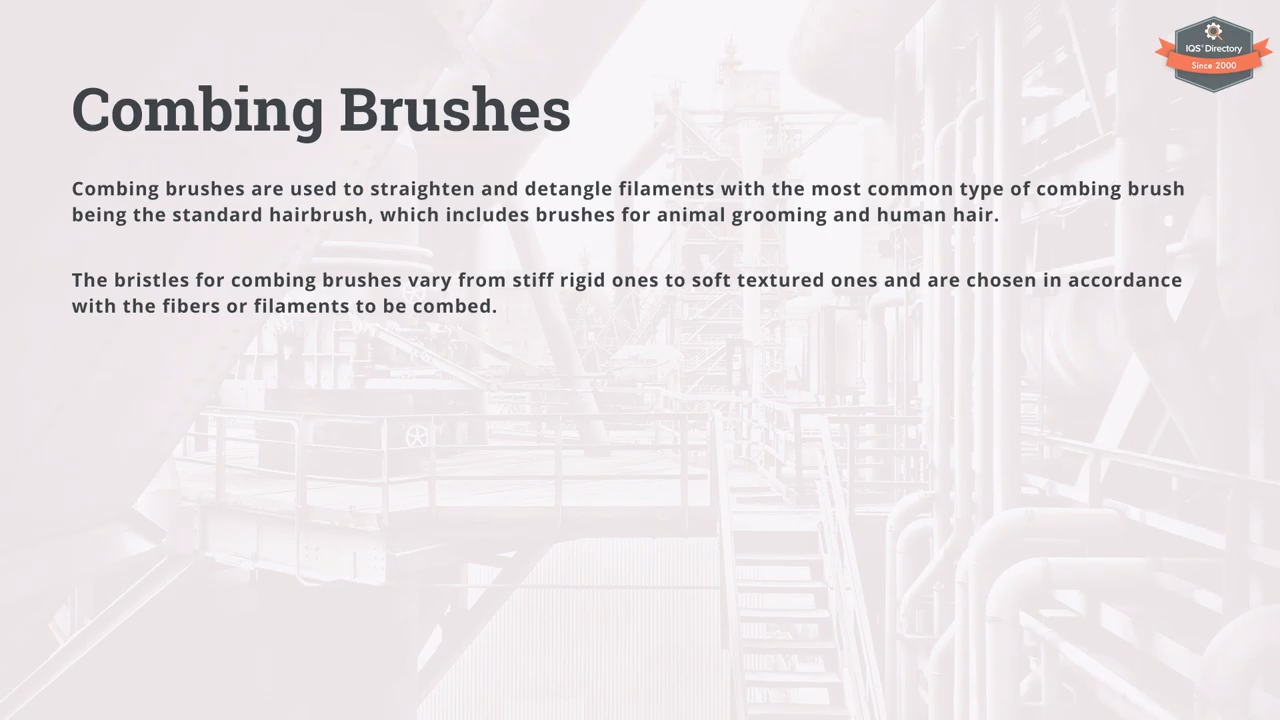 IQS® Directory
Since 2000
Combing Brushes
Combing brushes are used to straighten and detangle filaments with the most common type of combing brush
being the standard hairbrush, which includes brushes for animal grooming and human hair.
The bristles for combing brushes vary from stiff rigid ones to soft textured ones and are chosen in accordance
with the fibers or filaments to be combed.